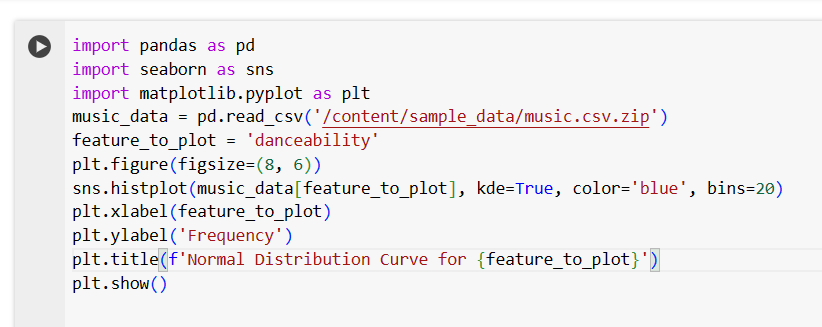 import pandas as pd
import seaborn as sns
import matplotlib.pyplot as plt
music_data = pd.read_csv('/content/sample_data/music.csv.zip')
feature_to_plot = 'danceability'
plt.figure(figsize=(8, 6))
sns.histplot(music_data[feature_to_plot], kde=True, color='blue', bins=20)
plt.xlabel(feature_to_plot)
plt.ylabel('Frequency')
plt.title(f'Normal Distribution Curve for {feature_to_plot}')
plt.show()